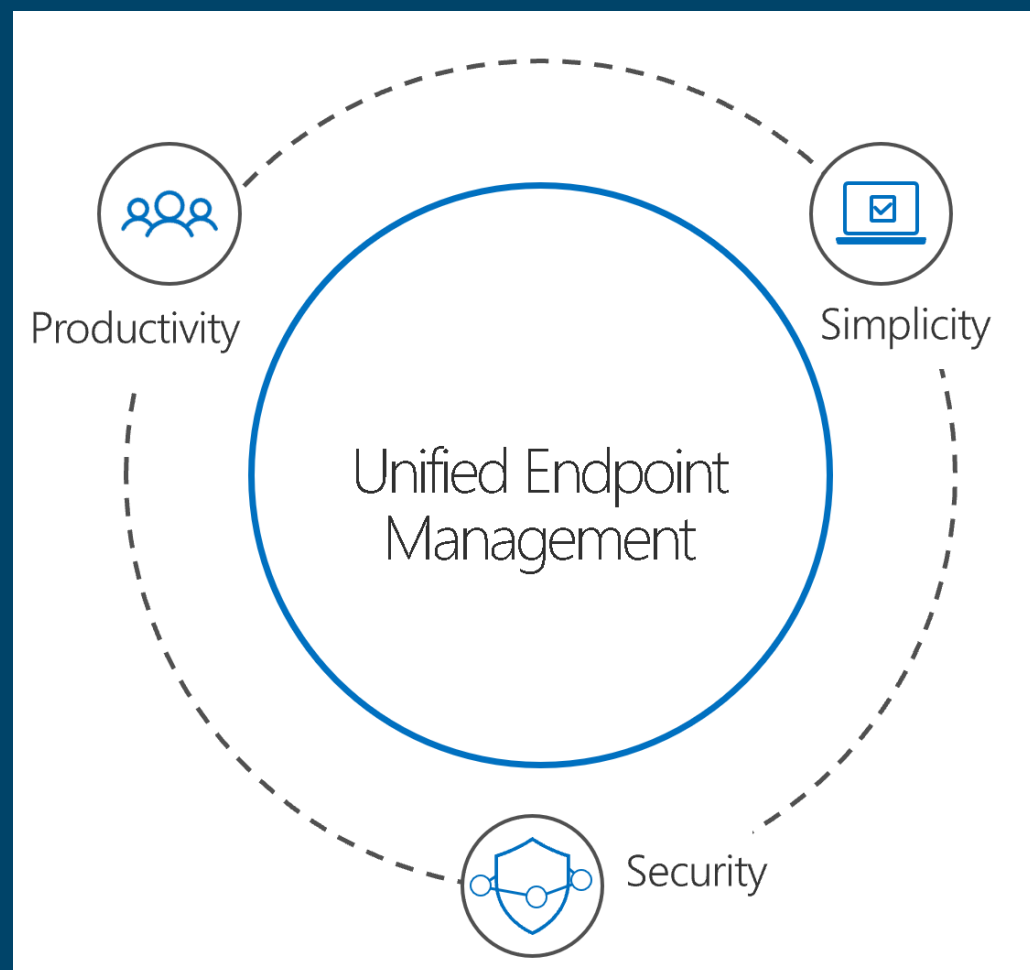 Productivity
Simplicity
Unified Endpoint
Management
Security